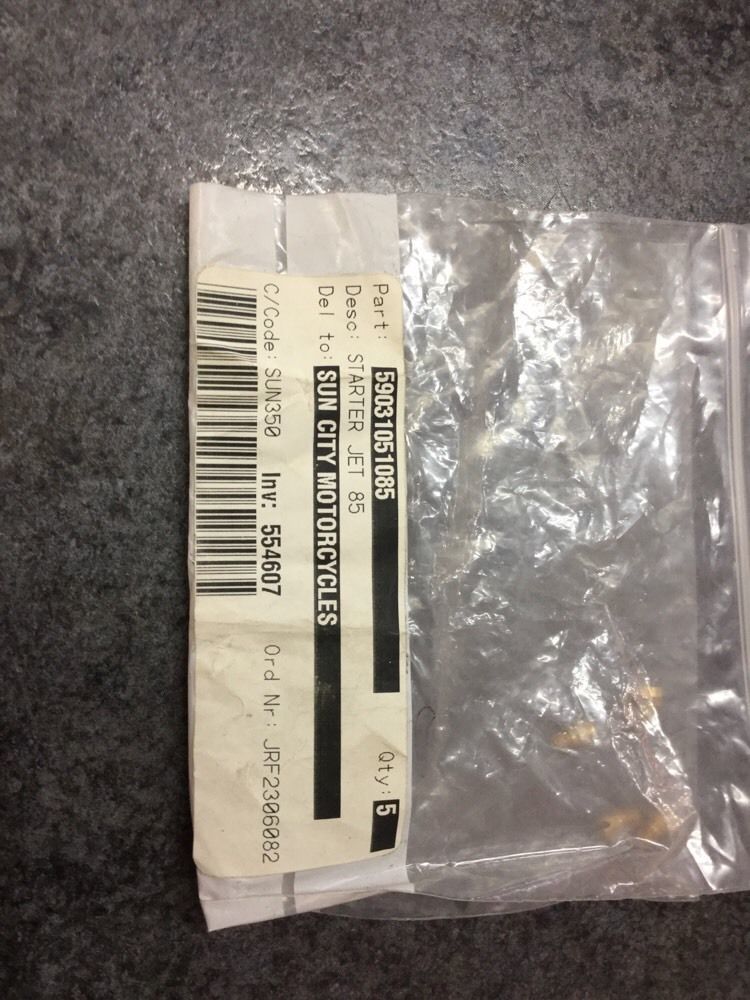 Part: 59031051085 Qty: 5
Desc: STARTER JET 85
Del to: SUN CITY MOTORCYCLES
C/Code: SUN350 Inv: 554607 Ord Nr: JRF2306082